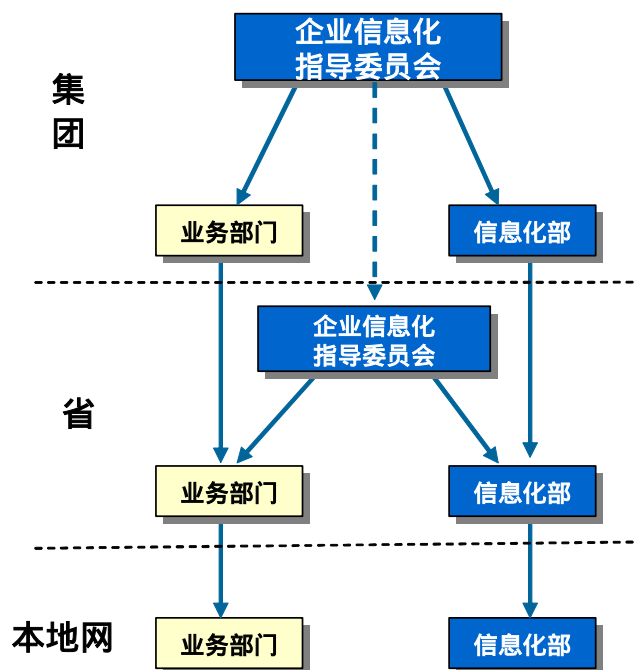 企业信息化
指导委员会
集
团
业务部门
信息化部
企业信息化
指导委员会
省
业务部门
信息化部
本地网
业务部门
信息化部